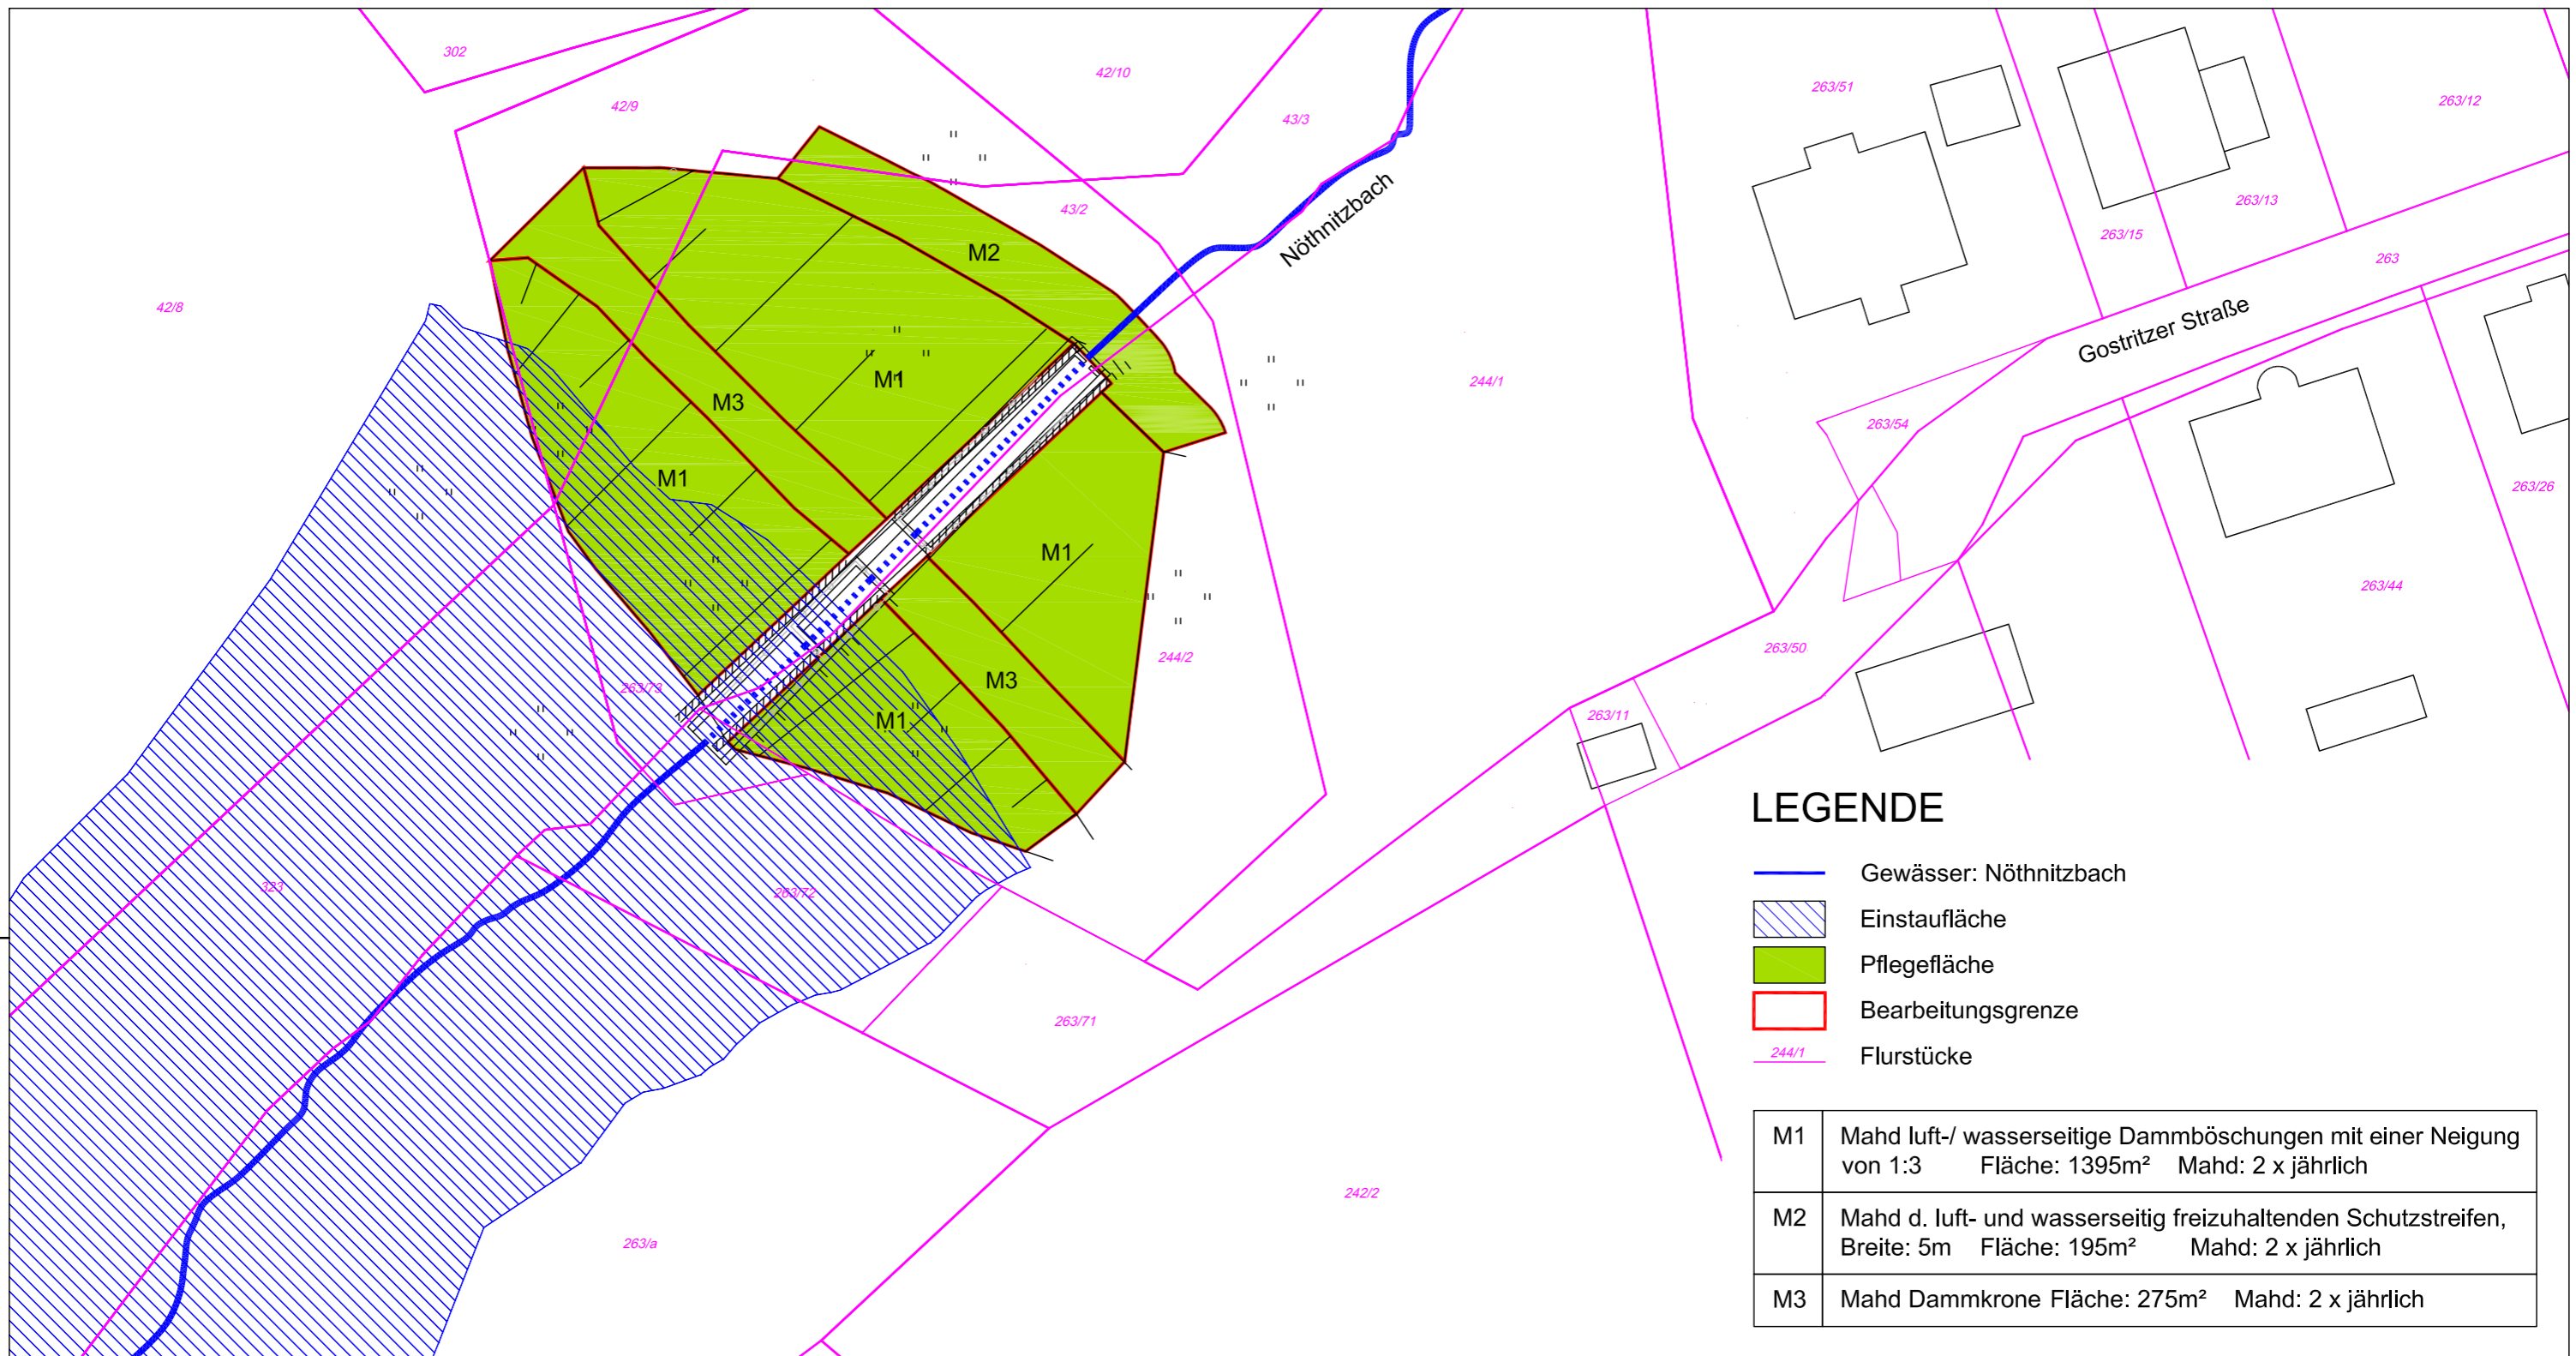 302
42/10
42/9
43/3
263/51
263/12
43/2
263/13
263/15
M2
Nöthnitzbach
263
42/8
Gostritzer Straße
M1
244/1
M3
263/54
M1
263/26
M1
263/44
244/2
263/50
M3
263/73
263/11
M1
323
263/72
263/71
242/2
263/a
LEGENDE
Gewässer: Nöthnitzbach
Einstaufläche
Pflegefläche
Bearbeitungsgrenze
244/1 Flurstücke
M1 Mahd luft-/ wasserseitige Dammböschungen mit einer Neigung
von 1:3 Fläche: 1395m² Mahd: 2 x jährlich
M2 Mahd d. luft- und wasserseitig freizuhaltenden Schutzstreifen,
Breite: 5m Fläche: 195m² Mahd: 2 x jährlich
M3 Mahd Dammkrone Fläche: 275m² Mahd: 2 x jährlich